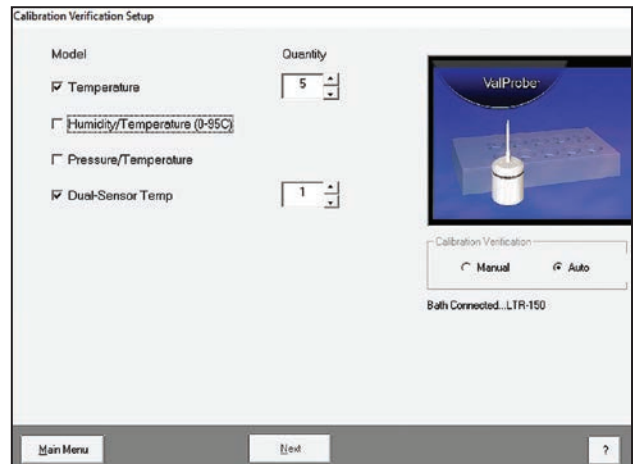 Calibration Verification Setup
Model Quantity
Temperature 5
Humidity/Temperature (0-95C)
Pressure/Temperature
Dual-Sensor Temp 1
ValProbe
Calibration Verification
Manual Auto
Bath Connected...LTR-150
Main Menu Next ?